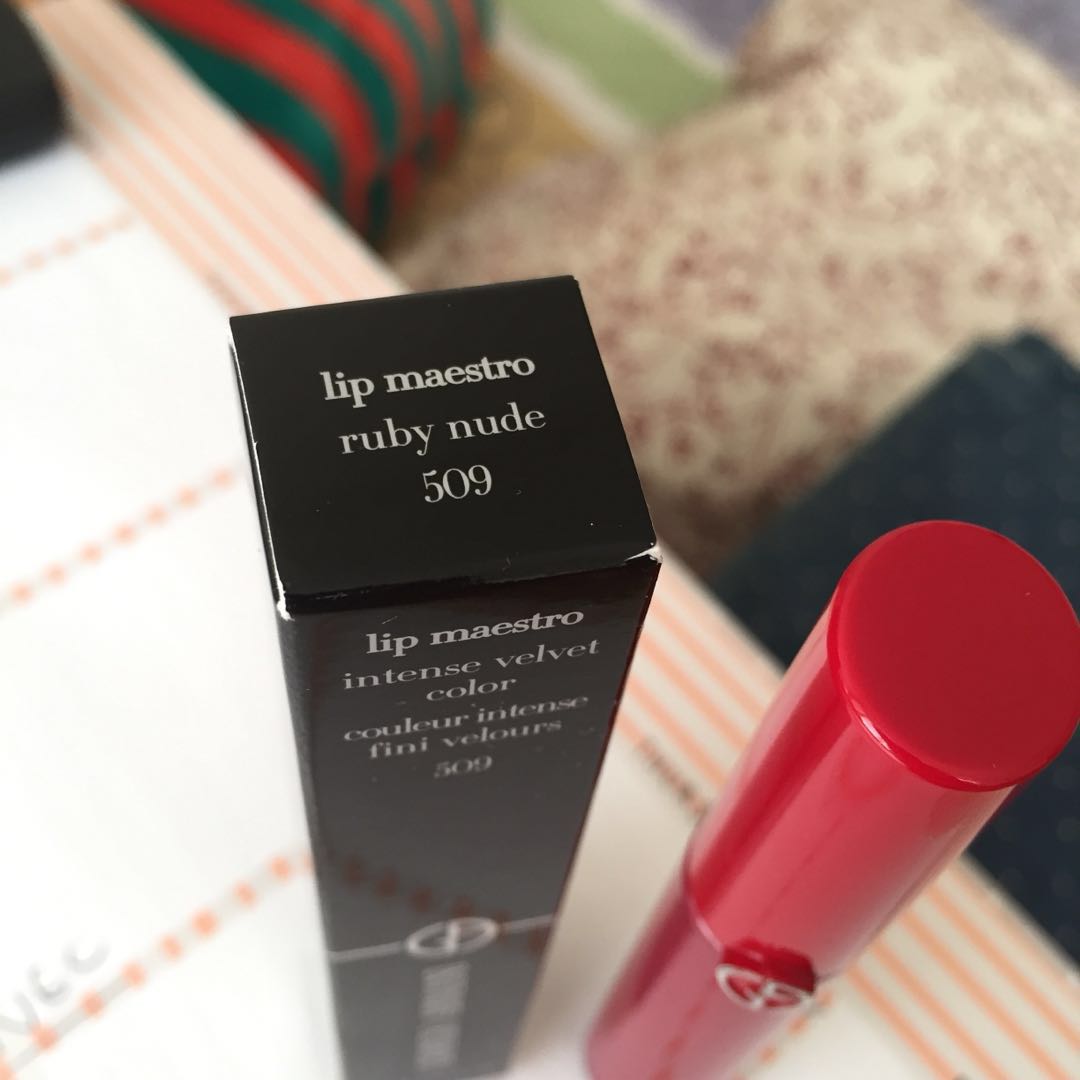 lip maestro
ruby nude
509
lip maestro
intense velvet
color
couleur intense
fini velours
509